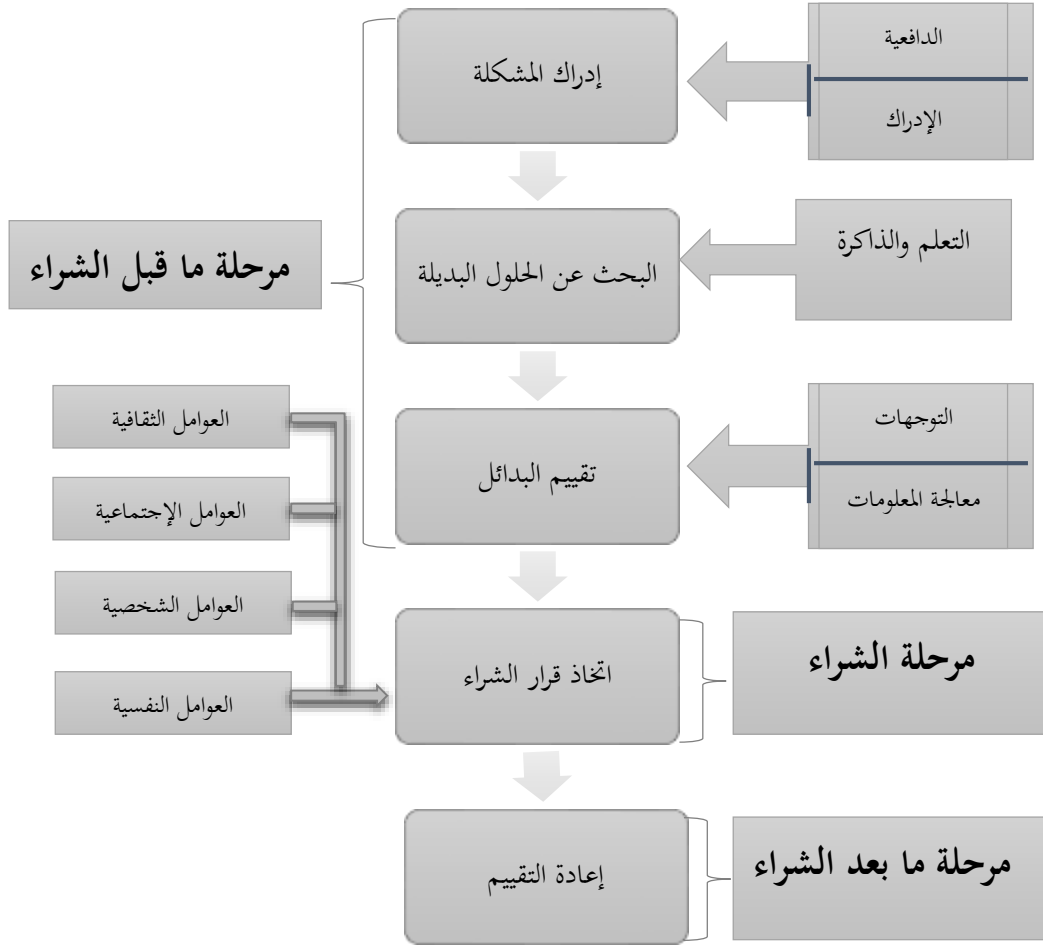 الدافعية
إدراك المشكلة
الإدراك
التعلم والذاكرة
البحث عن الحلول البديلة
مرحلة ما قبل الشراء
التوجهات
معالجة المعلومات
تقييم البدائل
العوامل الثقافية
العوامل الإجتماعية
العوامل الشخصية
العوامل النفسية
مرحلة الشراء
اتخاذ قرار الشراء
مرحلة ما بعد الشراء
إعادة التقييم